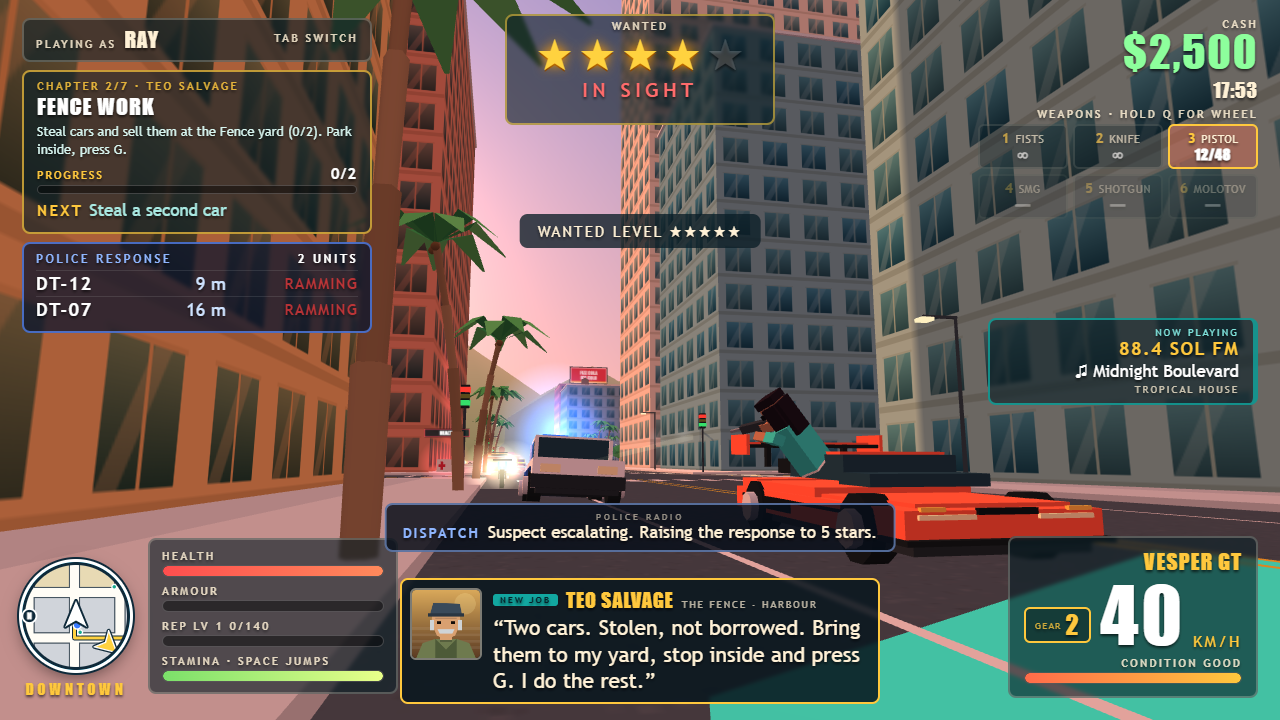 PLAYING AS RAY
TAB SWITCH
CHAPTER 2/7 · TEO SALVAGE
FENCE WORK
Steal cars and sell them at the Fence yard (0/2). Park
inside, press G.
PROGRESS 0/2
NEXT Steal a second car
POLICE RESPONSE 2 UNITS
DT-12 9 m RAMMING
DT-07 16 m RAMMING
WANTED
IN SIGHT
WANTED LEVEL ★★★★★
CASH
$2,500
17:53
WEAPONS · HOLD Q FOR WHEEL
1 FISTS
∞
2 KNIFE
∞
3 PISTOL
12/48
4 SMG
—
5 SHOTGUN
—
6 MOLOTOV
—
NOW PLAYING
88.4 SOL FM
♫ Midnight Boulevard
TROPICAL HOUSE
POLICE RADIO
DISPATCH Suspect escalating. Raising the response to 5 stars.
NEW JOB TEO SALVAGE THE FENCE · HARBOUR
“Two cars. Stolen, not borrowed. Bring
them to my yard, stop inside and press
G. I do the rest.”
HEALTH
ARMOUR
REP LV 1 0/140
STAMINA · SPACE JUMPS
DOWNTOWN
VESPER GT
GEAR 2
40 KM/H
CONDITION GOOD